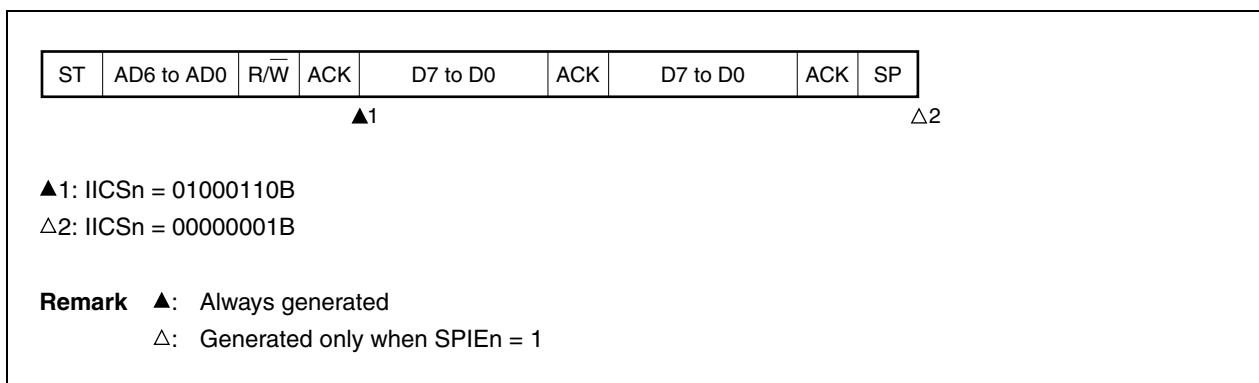 ST AD6 to AD0 R/W̅ ACK D7 to D0 ACK D7 to D0 ACK SP
▲1 △2
▲1: IICSn = 01000110B
△2: IICSn = 00000001B
Remark ▲: Always generated
△: Generated only when SPIEn = 1